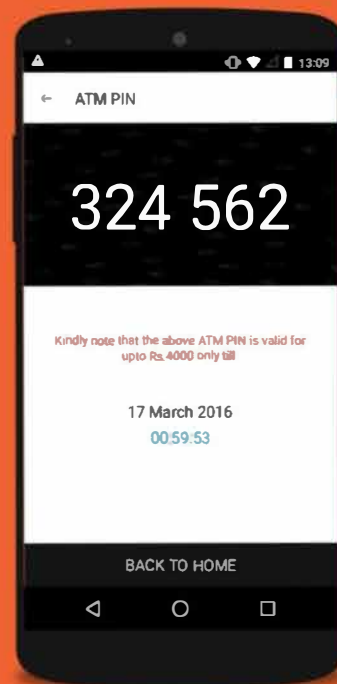 13:09
ATM PIN
324 562
Kindly note that the above ATM PIN is valid for
upto Rs. 4000 only till
17 March 2016
00:59:53
BACK TO HOME